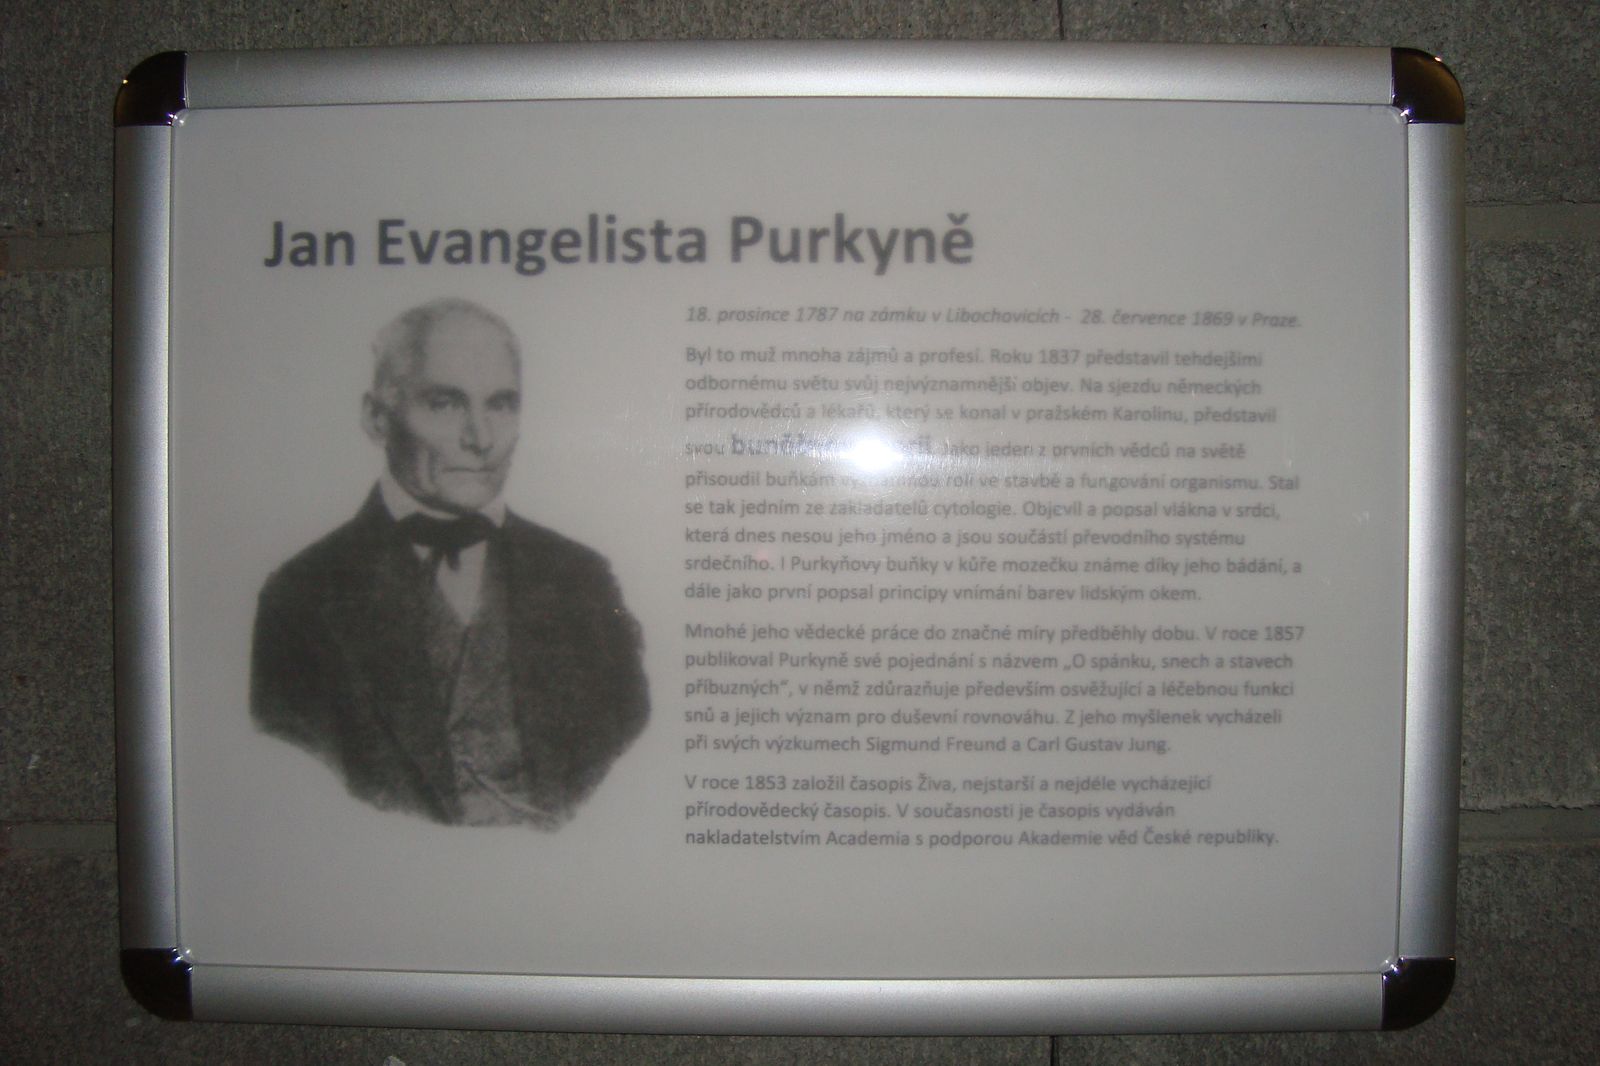 Jan Evangelista Purkyně
18. prosince 1787 na zámku v Libochovicích - 28. července 1869 v Praze.
Byl to muž mnoha zájmů a profesí. Roku 1837 představil tehdejšími
odbornému světu svůj nejvýznamnější objev. Na sjezdu německých
přírodovědců a lékařů, který se konal v pražském Karolinu, představil
svou Jako jeden z prvních vědců na světě
přisoudil buňkám významnou roli ve stavbě a fungování organismu. Stal
se tak jedním ze zakladatelů cytologie. Objevil a popsal vlákna v srdci,
která dnes nesou jeho jméno a jsou součástí převodního systému
srdečního. I Purkyňovy buňky v kůře mozečku známe díky jeho bádání, a
dále jako první popsal principy vnímání barev lidským okem.
Mnohé jeho vědecké práce do značné míry předběhly dobu. V roce 1857
publikoval Purkyně své pojednání s názvem „O spánku, snech a stavech
příbuzných“, v němž zdůrazňuje především osvěžující a léčebnou funkci
snů a jejich význam pro duševní rovnováhu. Z jeho myšlenek vycházeli
při svých výzkumech Sigmund Freund a Carl Gustav Jung.
V roce 1853 založil časopis Živa, nejstarší a nejdéle vycházející
přírodovědecký časopis. V současnosti je časopis vydáván
nakladatelstvím Academia s podporou Akademie věd České republiky.